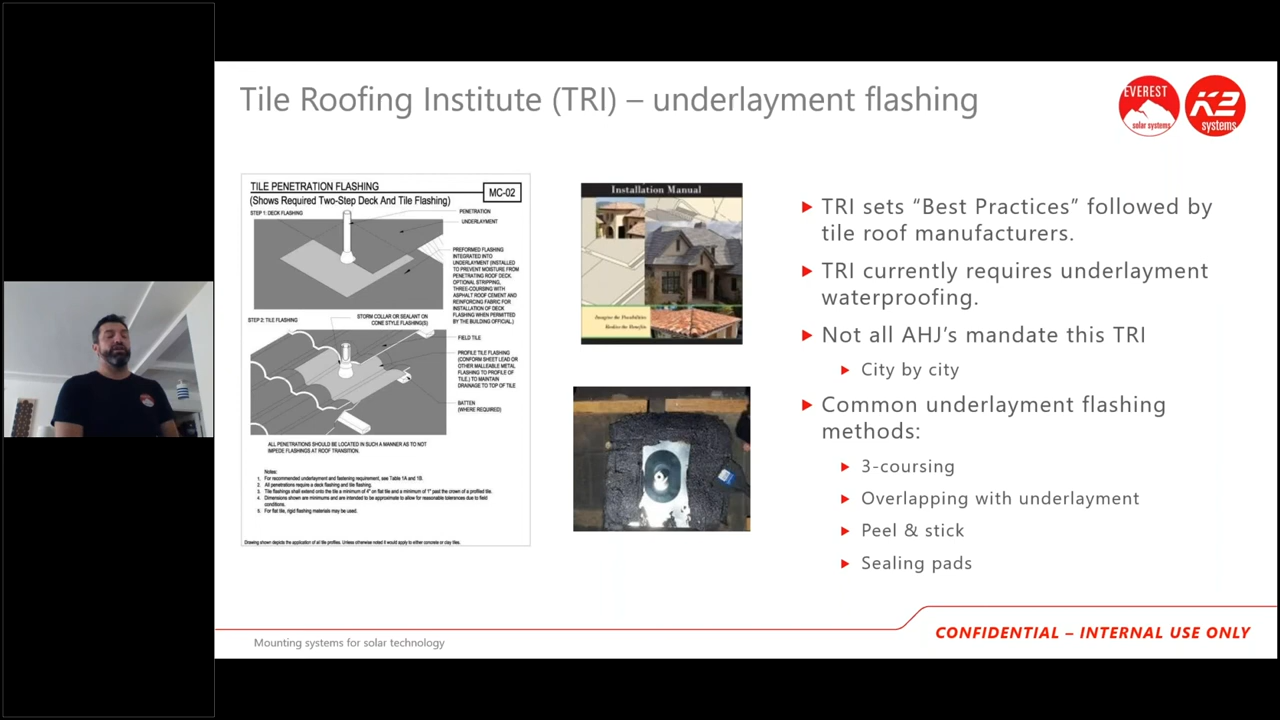 Tile Roofing Institute (TRI) – underlayment flashing
EVEREST
solar systems
K2
systems
TILE PENETRATION FLASHING
(Shows Required Two-Step Deck And Tile Flashing)
MC-02
STEP 1: DECK FLASHING
PENETRATION
UNDERLAYMENT
PREFORMED FLASHING
INTEGRATED INTO
UNDERLAYMENT (INSTALLED
TO PREVENT MOISTURE FROM
PENETRATING ROOF DECK.
OPTIONAL STRIPPING,
THREE-COURSING WITH
ASPHALT ROOF CEMENT AND
REINFORCING FABRIC FOR
INSTALLATION OF DECK
FLASHING WHEN PERMITTED
BY THE BUILDING OFFICIAL.)
STEP 2: TILE FLASHING
STORM COLLAR OR SEALANT ON
CONE STYLE FLASHING(S)
FIELD TILE
PROFILE TILE FLASHING
(CONFORM SHEET LEAD OR
OTHER MALLEABLE METAL
FLASHING TO PROFILE OF
TILE,) TO MAINTAIN
DRAINAGE TO TOP OF TILE
BATTEN
(WHERE REQUIRED)
ALL PENETRATIONS SHOULD BE LOCATED IN SUCH A MANNER AS TO NOT
IMPEDE FLASHINGS AT ROOF TRANSITION.
Notes:
1. For recommended underlayment and fastening requirement, see Table 1A and 1B.
2. All penetrations require a deck flashing and tile flashing.
3. Tile flashings shall extend onto the tile a minimum of 4" on flat tile and a minimum of 1" past the crown of a profiled tile.
4. Dimensions shown are minimums and are intended to be approximate to allow for reasonable tolerances due to field
conditions.
5. For flat tile, rigid flashing materials may be used.
Drawing shown depicts the application of all tile profiles. Unless otherwise noted it would apply to either concrete or clay tiles.
Installation Manual
Imagine the Possibilities
Realize the Benefits
TRI sets “Best Practices” followed by
tile roof manufacturers.
TRI currently requires underlayment
waterproofing.
Not all AHJ’s mandate this TRI
City by city
Common underlayment flashing
methods:
3-coursing
Overlapping with underlayment
Peel & stick
Sealing pads
Mounting systems for solar technology
CONFIDENTIAL – INTERNAL USE ONLY